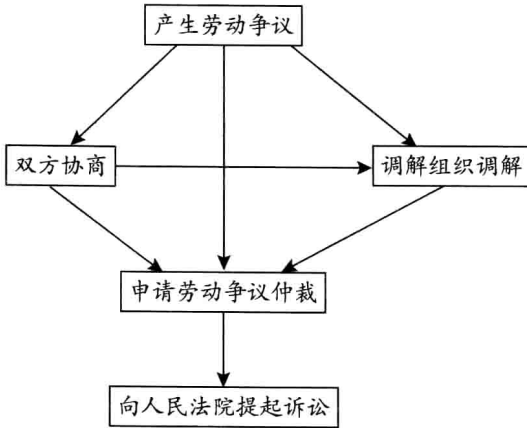 产生劳动争议
双方协商
调解组织调解
申请劳动争议仲裁
向人民法院提起诉讼